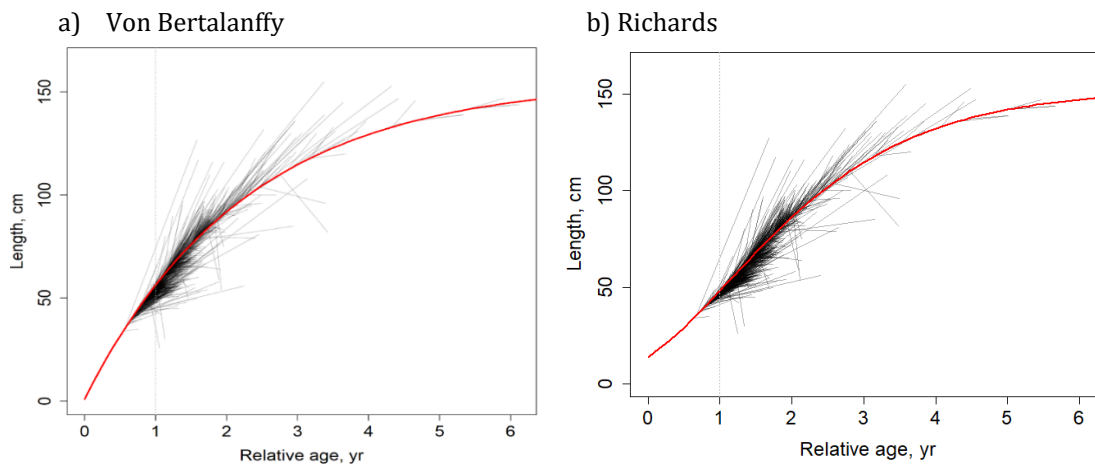 a) Von Bertalanffy
150
100
50
0
Length, cm
0 1 2 3 4 5 6
Relative age, yr
b) Richards
150
100
50
0
Length, cm
0 1 2 3 4 5 6
Relative age, yr